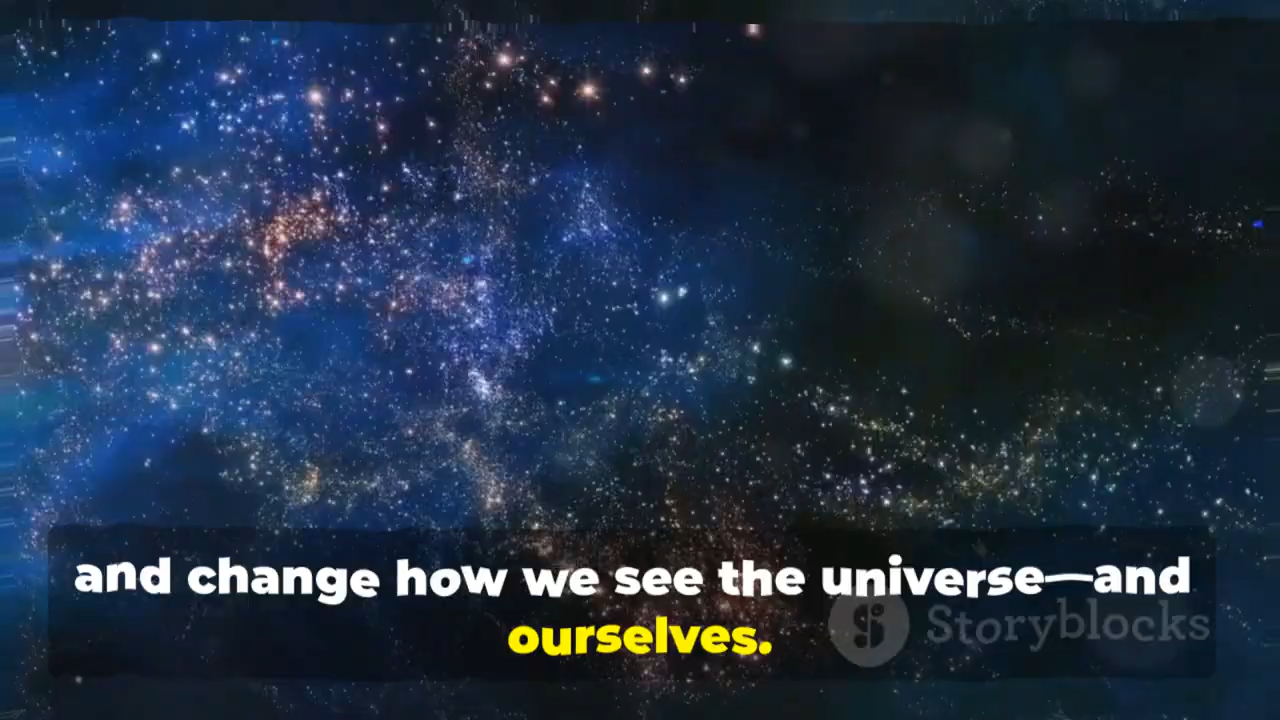 and change how we see the universe—and
ourselves.
Storyblocks